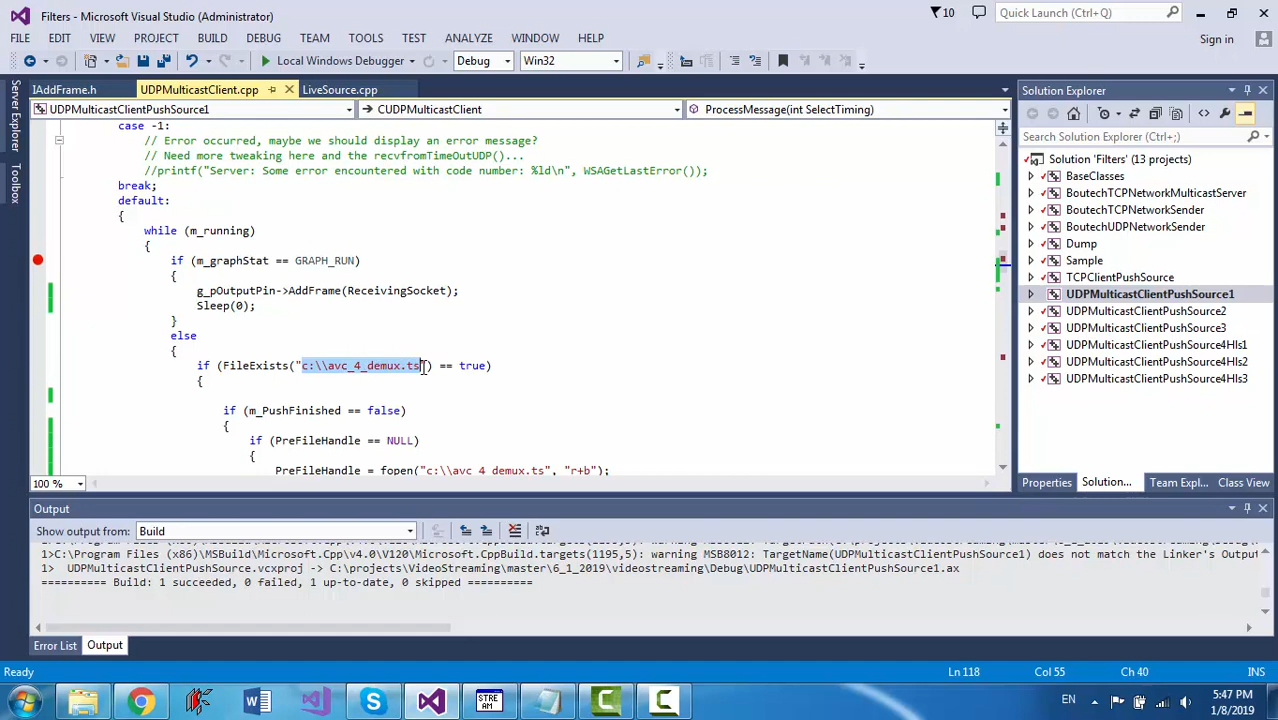 Filters - Microsoft Visual Studio (Administrator)
10
Quick Launch (Ctrl+Q)
FILE EDIT VIEW PROJECT BUILD DEBUG TEAM TOOLS TEST ANALYZE WINDOW HELP
Sign in
Local Windows Debugger Debug Win32
IAddFrame.h UDPMulticastClient.cpp LiveSource.cpp
UDPMulticastClientPushSource1 CUDPMulticastClient ProcessMessage(int SelectTiming)
Server Explorer
Toolbox
case -1:
// Error occurred, maybe we should display an error message?
// Need more tweaking here and the recvfromTimeOutUDP()...
//printf("Server: Some error encountered with code number: %ld\n", WSAGetLastError());
break;
default:
{
while (m_running)
{
if (m_graphStat == GRAPH_RUN)
{
g_pOutputPin->AddFrame(ReceivingSocket);
Sleep(0);
}
else
{
if (FileExists("c:\\avc_4_demux.ts") == true)
{
if (m_PushFinished == false)
{
if (PreFileHandle == NULL)
{
PreFileHandle = fopen("c:\\avc_4_demux.ts", "r+b");
100 %
Solution Explorer
Search Solution Explorer (Ctrl+;)
Solution 'Filters' (13 projects)
BaseClasses
BoutechTCPNetworkMulticastServer
BoutechTCPNetworkSender
BoutechUDPNetworkSender
Dump
Sample
TCPClientPushSource
UDPMulticastClientPushSource1
UDPMulticastClientPushSource2
UDPMulticastClientPushSource3
UDPMulticastClientPushSource4Hls1
UDPMulticastClientPushSource4Hls2
UDPMulticastClientPushSource4Hls3
Properties Solution... Team Expl... Class View
Output
Show output from: Build
1>C:\Program Files (x86)\MSBuild\Microsoft.Cpp\v4.0\V120\Microsoft.CppBuild.targets(1195,5): warning MSB8012: TargetName(UDPMulticastClientPushSource1) does not match the Linker's Output
1> UDPMulticastClientPushSource.vcxproj -> C:\projects\VideoStreaming\master\6_1_2019\videostreaming\Debug\UDPMulticastClientPushSource1.ax
========== Build: 1 succeeded, 0 failed, 1 up-to-date, 0 skipped ==========
Error List Output
Ready Ln 118 Col 55 Ch 40 INS
STREAM
EN
5:47 PM
1/8/2019